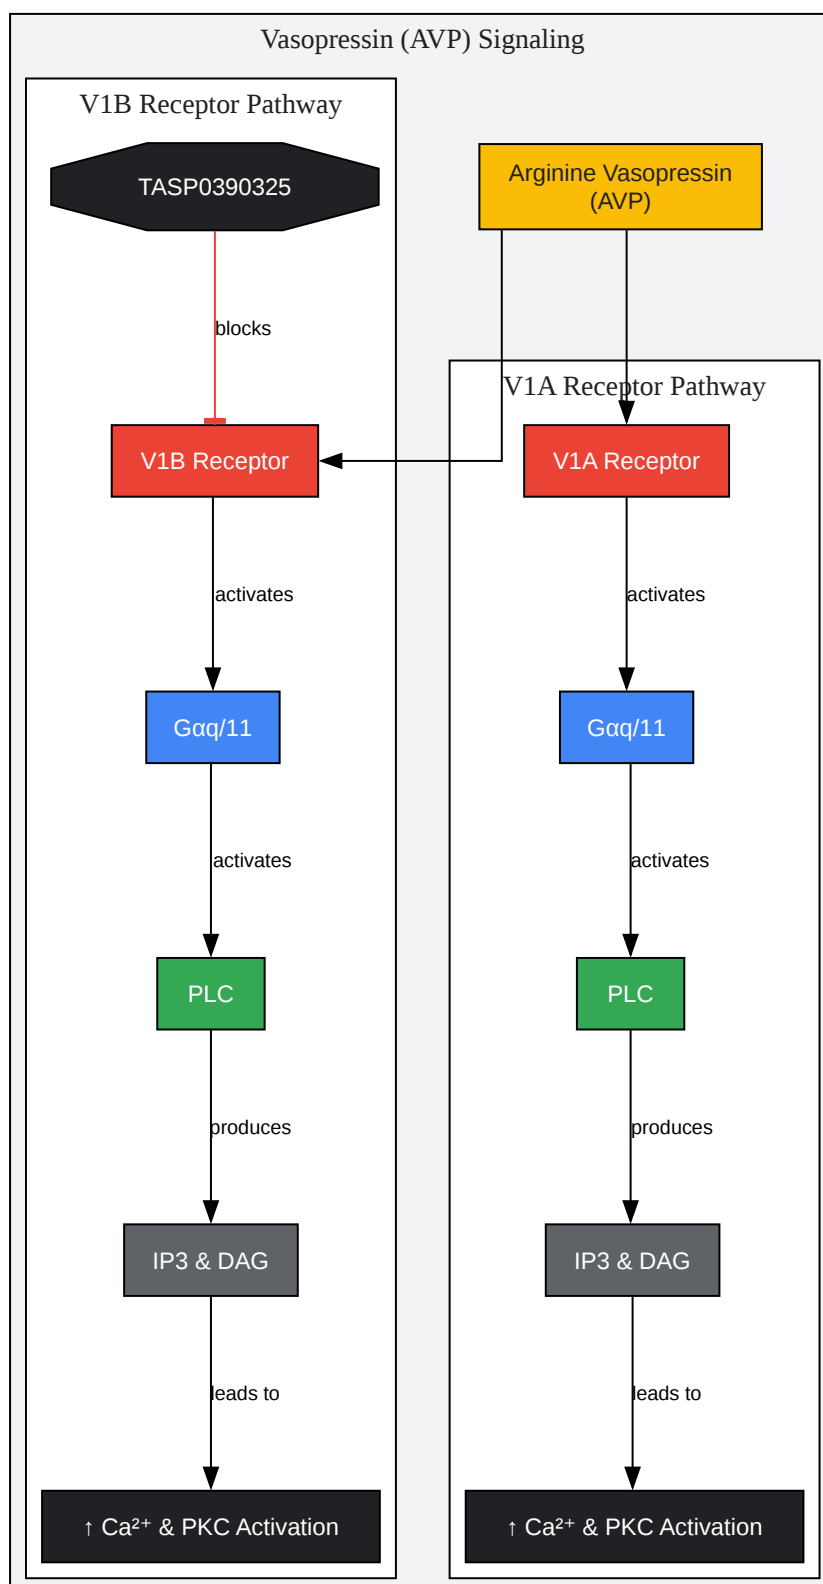 Vasopressin (AVP) Signaling
V1B Receptor Pathway
TASP0390325
blocks
V1B Receptor
activates
Gαq/11
activates
PLC
produces
IP3 & DAG
leads to
↑ Ca²⁺ & PKC Activation
Arginine Vasopressin
(AVP)
V1A Receptor Pathway
V1A Receptor
activates
Gαq/11
activates
PLC
produces
IP3 & DAG
leads to
↑ Ca²⁺ & PKC Activation